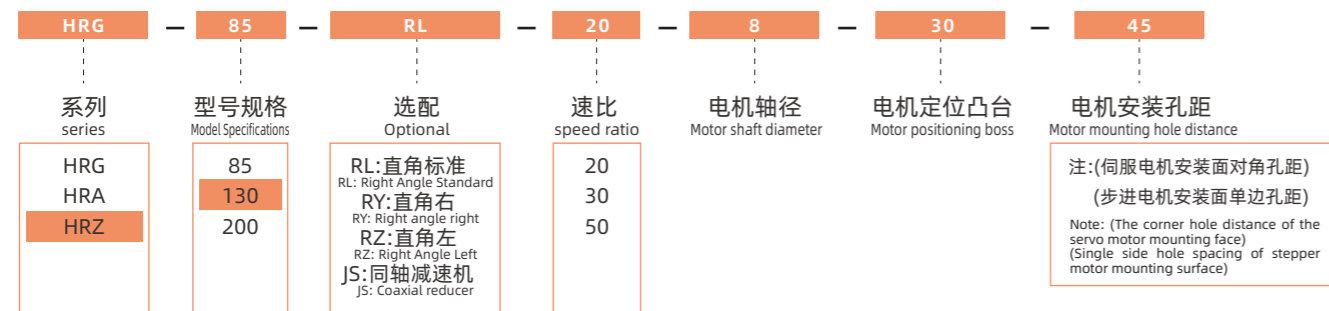 HRG — 85 — RL — 20 — 8 — 30 — 45
系列
series
HRG
HRA
HRZ
型号规格
Model Specifications
85
130
200
选配
Optional
RL:直角标准
RL: Right Angle Standard
RY:直角右
RY: Right angle right
RZ:直角左
RZ: Right Angle Left
JS:同轴减速机
JS: Coaxial reducer
速比
speed ratio
20
30
50
电机轴径
Motor shaft diameter
电机定位凸台
Motor positioning boss
电机安装孔距
Motor mounting hole distance
注:(伺服电机安装面对角孔距)
(步进电机安装面单边孔距)
Note: (The corner hole distance of the
servo motor mounting face)
(Single side hole spacing of stepper
motor mounting surface)